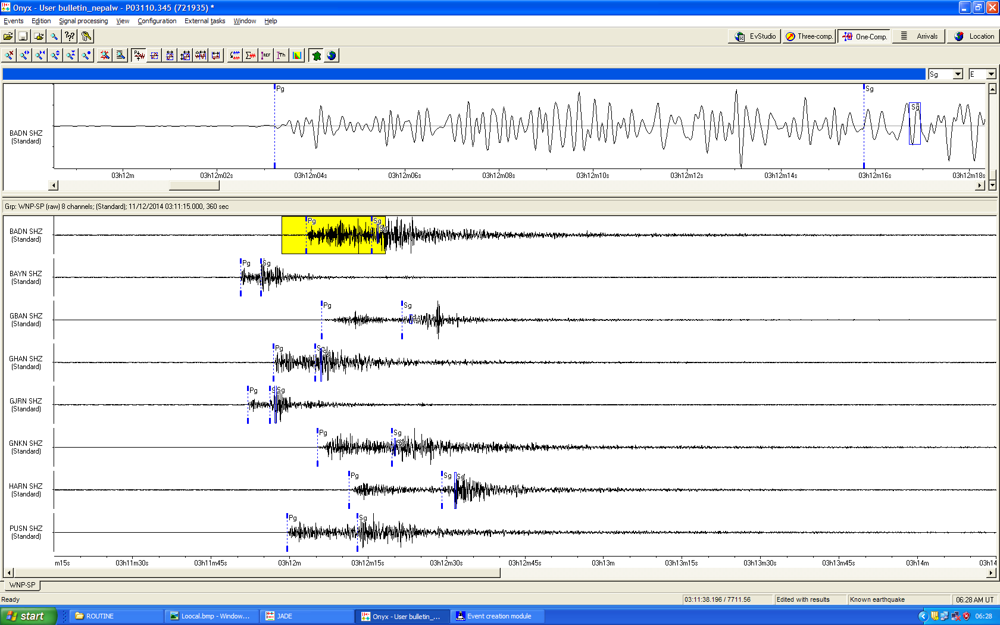 Onyx - User bulletin_nepalw - P03110.345 (721935) *
Events Edition Signal processing View Configuration External tasks Window Help
??? EvStudio Three-comp. One-Comp. Arrivals Location
REF Th
Sg E
Pg Sg Sg
BADN SHZ
(Standard)
03h12m 03h12m02s 03h12m04s 03h12m06s 03h12m08s 03h12m10s 03h12m12s 03h12m14s 03h12m16s 03h12m18s
Grp: WNP-SP (raw) 8 channels; (Standard); 11/12/2014 03:11:15.000, 360 sec
Pg Sg Sg
BADN SHZ
(Standard)
Pg Sg
BAYN SHZ
(Standard)
Pg Sg Sg
GBAN SHZ
(Standard)
Pg Sg Sg
GHAN SHZ
(Standard)
Pg S Sg
GJRN SHZ
(Standard)
Pg Sg Sg
GNKN SHZ
(Standard)
Pg Sg Sg
HARN SHZ
(Standard)
Pg Sg
PUSN SHZ
(Standard)
m15s 03h11m30s 03h11m45s 03h12m 03h12m15s 03h12m30s 03h12m45s 03h13m 03h13m15s 03h13m30s 03h13m45s 03h14m 03h14
WNP-SP
Ready 03:11:38.196 / 7711.56 Edited with results Known earthquake 06:28 AM UT
start ROUTINE Loocal.bmp - Window... JADE Onyx - User bulletin_... Event creation module 06:28